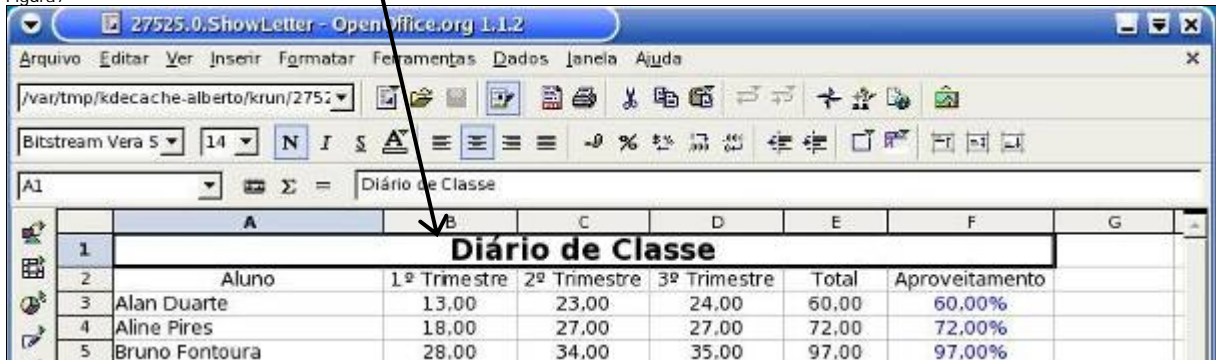 27525.0.ShowLetter - OpenOffice.org 1.1.2
Arquivo Editar Ver Inserir Formatar Ferramentas Dados Janela Ajuda
/var/tmp/kdecache-alberto/krun/2752
Bitstream Vera S 14 N I S A % 
A1 Σ = Diário de Classe
A B C D E F G
1 Diário de Classe
2 Aluno 1º Trimestre 2º Trimestre 3º Trimestre Total Aproveitamento
3 Alan Duarte 13,00 23,00 24,00 60,00 60,00%
4 Aline Pires 18,00 27,00 27,00 72,00 72,00%
5 Bruno Fontoura 28,00 34,00 35,00 97,00 97,00%